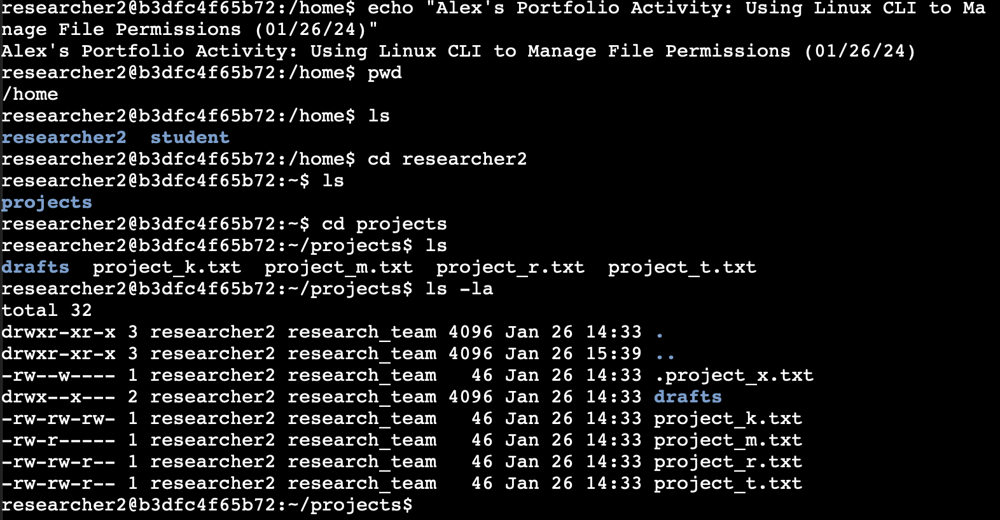 researcher2@b3dfc4f65b72:/home$ echo "Alex's Portfolio Activity: Using Linux CLI to Ma
nage File Permissions (01/26/24)"
Alex's Portfolio Activity: Using Linux CLI to Manage File Permissions (01/26/24)
researcher2@b3dfc4f65b72:/home$ pwd
/home
researcher2@b3dfc4f65b72:/home$ ls
researcher2  student
researcher2@b3dfc4f65b72:/home$ cd researcher2
researcher2@b3dfc4f65b72:~$ ls
projects
researcher2@b3dfc4f65b72:~$ cd projects
researcher2@b3dfc4f65b72:~/projects$ ls
drafts  project_k.txt  project_m.txt  project_r.txt  project_t.txt
researcher2@b3dfc4f65b72:~/projects$ ls -la
total 32
drwxr-xr-x 3 researcher2 research_team 4096 Jan 26 14:33 .
drwxr-xr-x 3 researcher2 research_team 4096 Jan 26 15:39 ..
-rw--w---- 1 researcher2 research_team   46 Jan 26 14:33 .project_x.txt
drwx--x--- 2 researcher2 research_team 4096 Jan 26 14:33 drafts
-rw-rw-rw- 1 researcher2 research_team   46 Jan 26 14:33 project_k.txt
-rw-r----- 1 researcher2 research_team   46 Jan 26 14:33 project_m.txt
-rw-rw-r-- 1 researcher2 research_team   46 Jan 26 14:33 project_r.txt
-rw-rw-r-- 1 researcher2 research_team   46 Jan 26 14:33 project_t.txt
researcher2@b3dfc4f65b72:~/projects$